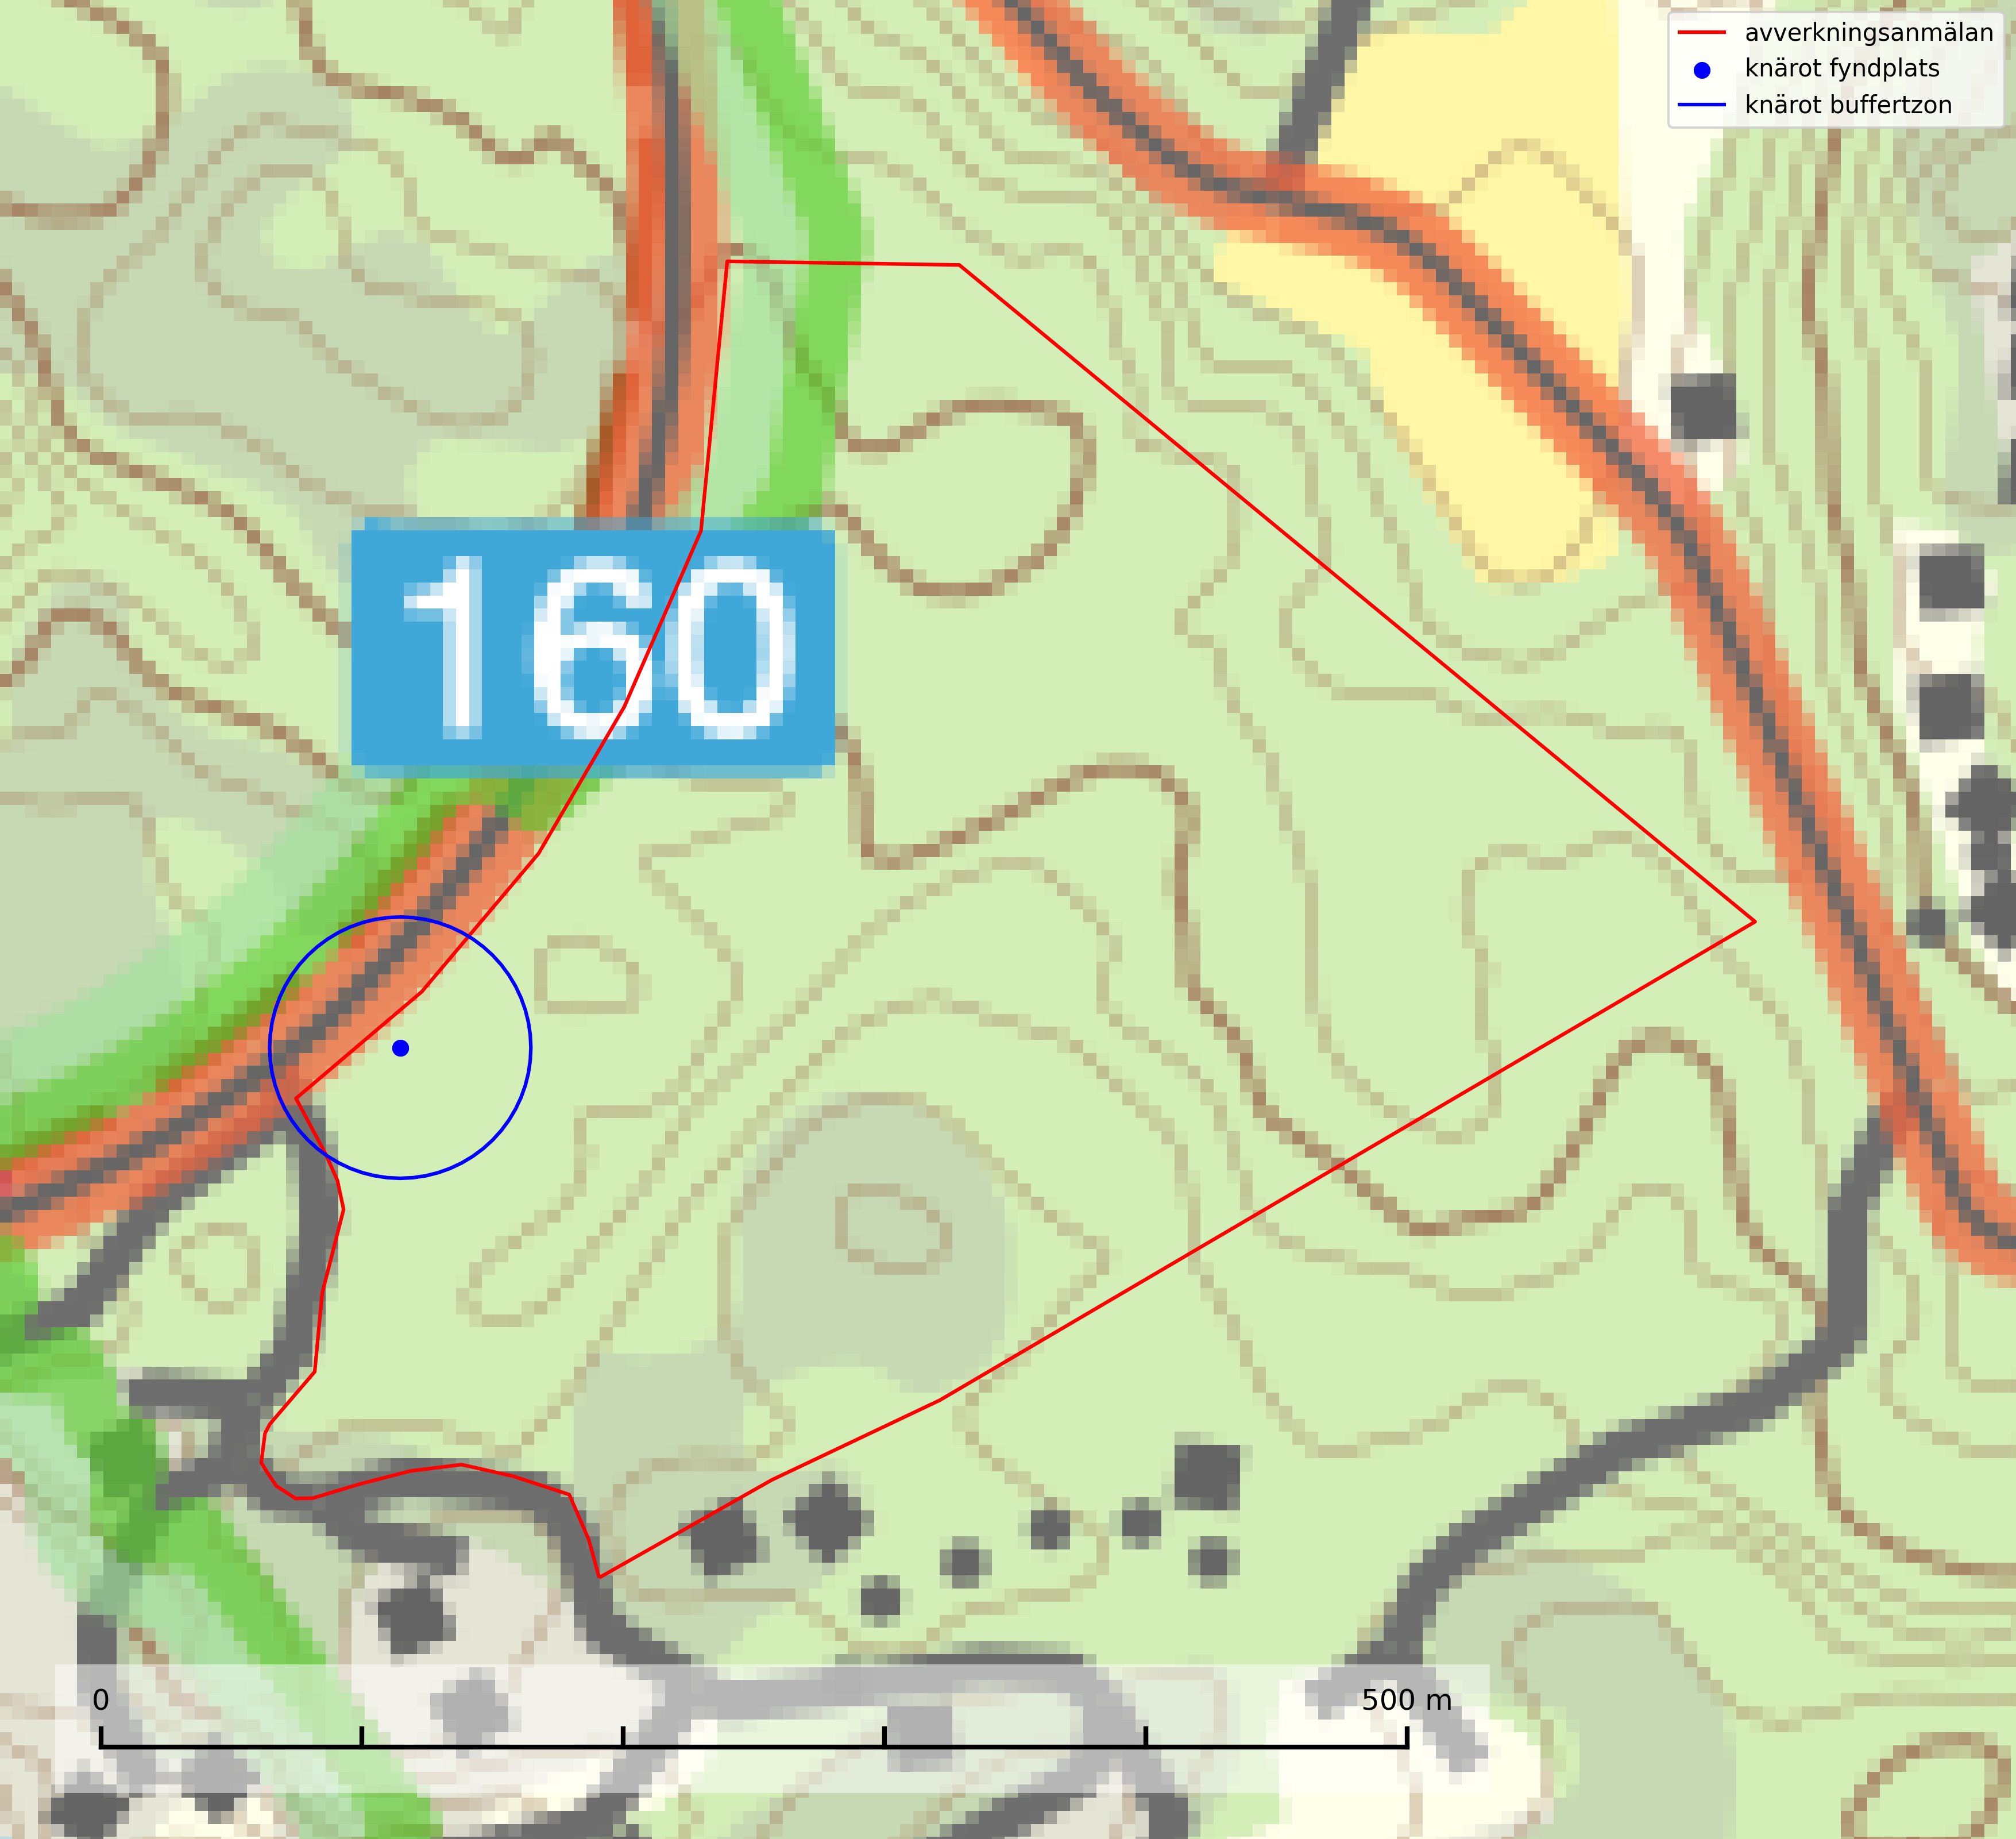 avverkningsanmälan
knärot fyndplats
knärot buffertzon
160
0
500 m